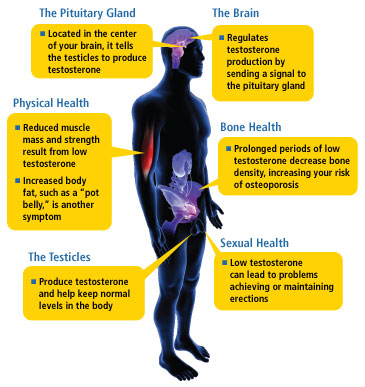 The Pituitary Gland
■ Located in the center
of your brain, it tells
the testicles to produce
testosterone
The Brain
■ Regulates
testosterone
production by
sending a signal to
the pituitary gland
Physical Health
■ Reduced muscle
mass and strength
result from low
testosterone
■ Increased body
fat, such as a “pot
belly,” is another
symptom
Bone Health
■ Prolonged periods of low
testosterone decrease bone
density, increasing your risk
of osteoporosis
The Testicles
■ Produce testosterone
and help keep normal
levels in the body
Sexual Health
■ Low testosterone
can lead to problems
achieving or maintaining
erections